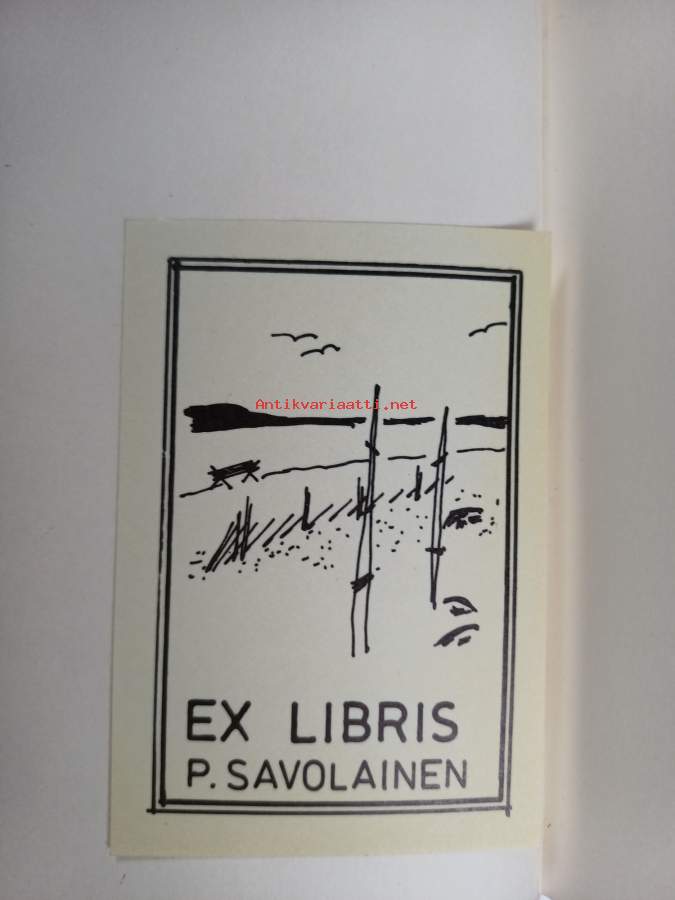 Antikvariaatti.net
EX LIBRIS
P. SAVOLAINEN